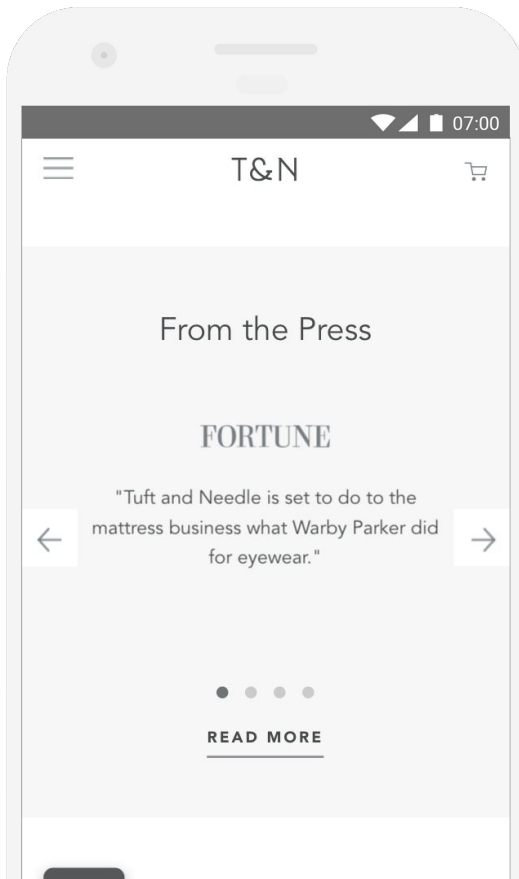 07:00
T&N
From the Press
FORTUNE
"Tuft and Needle is set to do to the
mattress business what Warby Parker did
for eyewear."
READ MORE